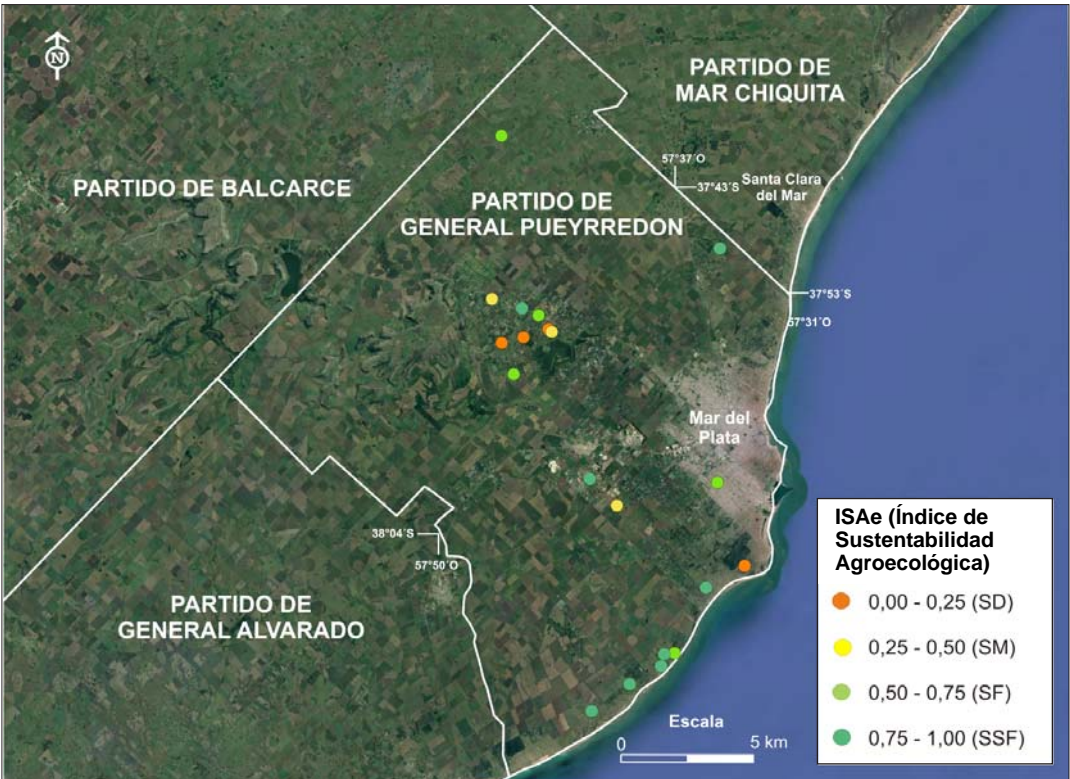 N
PARTIDO DE
MAR CHIQUITA
57°37´O
37°43´S
Santa Clara
del Mar
PARTIDO DE BALCARCE
PARTIDO DE
GENERAL PUEYRREDON
37°53´S
57°31´O
Mar del
Plata
38°04´S
57°50´O
PARTIDO DE
GENERAL ALVARADO
Escala
0
5 km
ISAe (Índice de
Sustentabilidad
Agroecológica)
0,00 - 0,25 (SD)
0,25 - 0,50 (SM)
0,50 - 0,75 (SF)
0,75 - 1,00 (SSF)